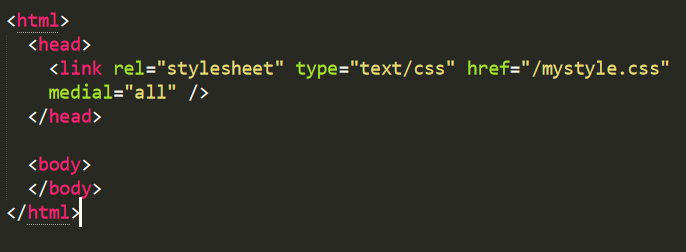 <html>
<head>
<link rel="stylesheet" type="text/css" href="/mystyle.css"
medial="all" />
</head>
<body>
</body>
</html>